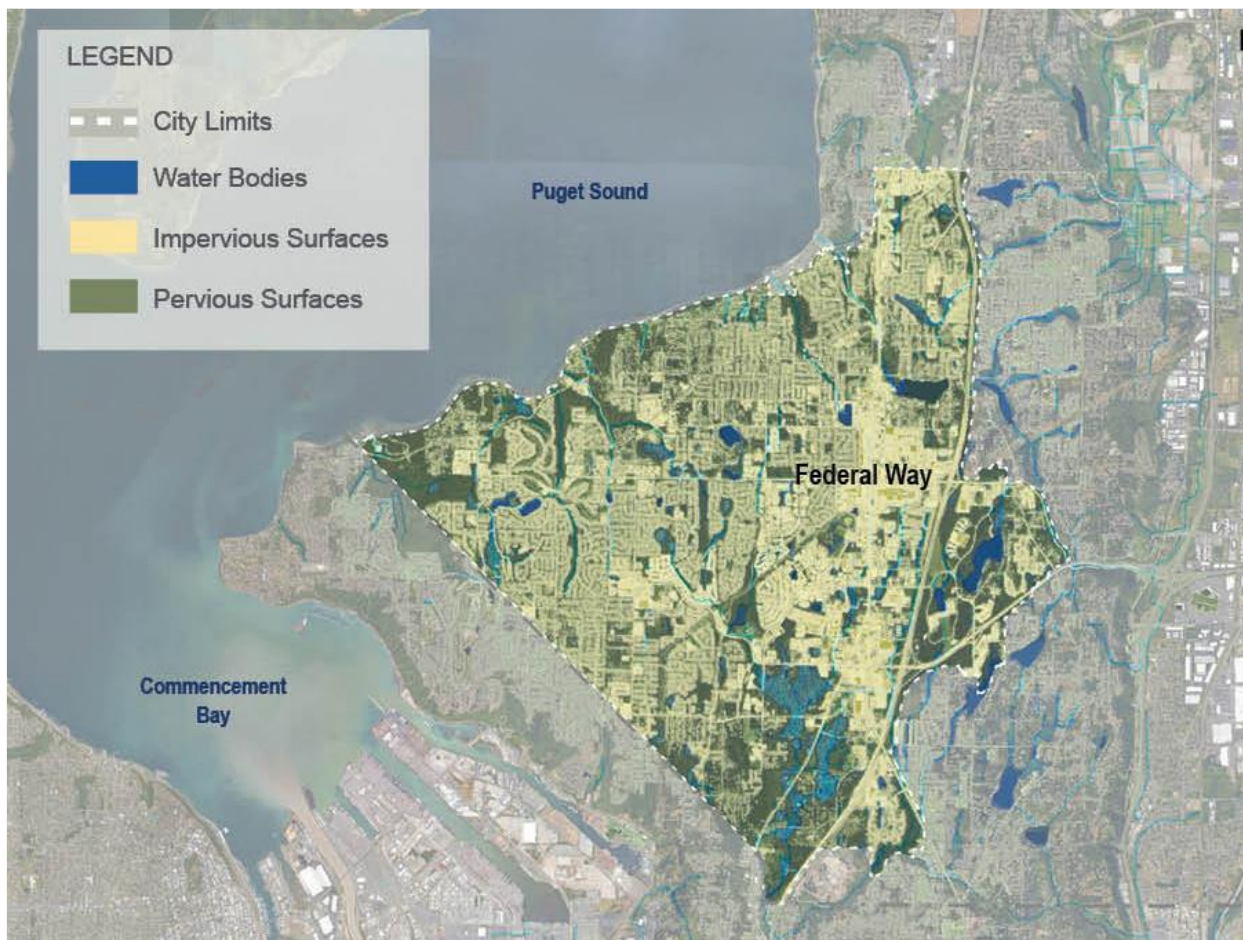 LEGEND
City Limits
Water Bodies
Impervious Surfaces
Pervious Surfaces
Puget Sound
Federal Way
Commencement
Bay